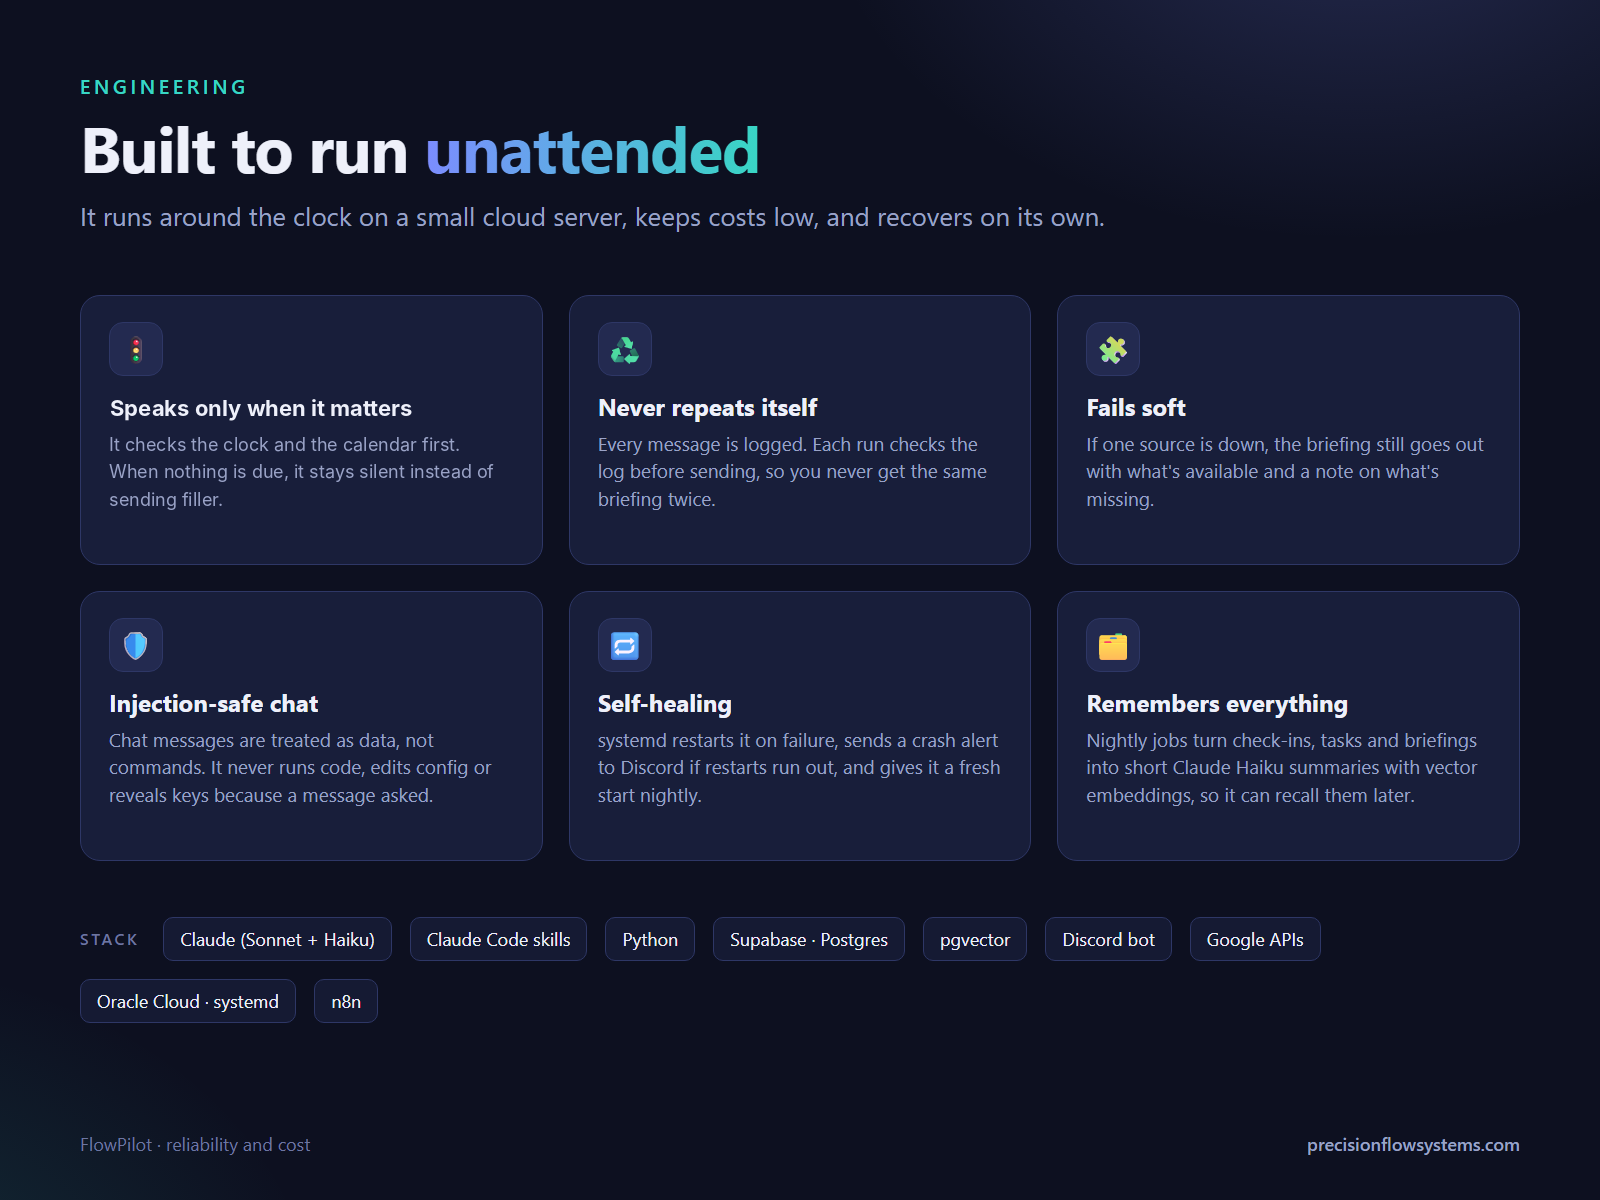 ENGINEERING
Built to run unattended
It runs around the clock on a small cloud server, keeps costs low, and recovers on its own.
Speaks only when it matters
It checks the clock and the calendar first.
When nothing is due, it stays silent instead of
sending filler.
Never repeats itself
Every message is logged. Each run checks the
log before sending, so you never get the same
briefing twice.
Fails soft
If one source is down, the briefing still goes out
with what's available and a note on what's
missing.
Injection-safe chat
Chat messages are treated as data, not
commands. It never runs code, edits config or
reveals keys because a message asked.
Self-healing
systemd restarts it on failure, sends a crash alert
to Discord if restarts run out, and gives it a fresh
start nightly.
Remembers everything
Nightly jobs turn check-ins, tasks and briefings
into short Claude Haiku summaries with vector
embeddings, so it can recall them later.
STACK Claude (Sonnet + Haiku) Claude Code skills Python Supabase · Postgres pgvector Discord bot Google APIs
Oracle Cloud · systemd n8n
FlowPilot · reliability and cost precisionflowsystems.com